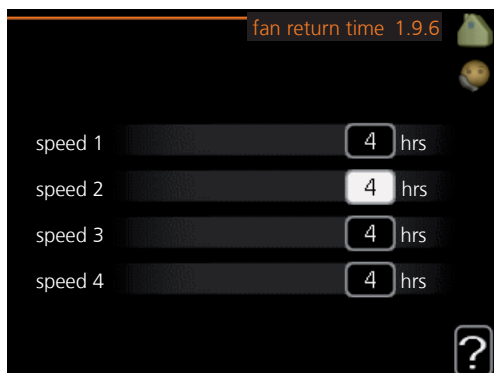 fan return time 1.9.6
speed 1 4 hrs
speed 2 4 hrs
speed 3 4 hrs
speed 4 4 hrs
?